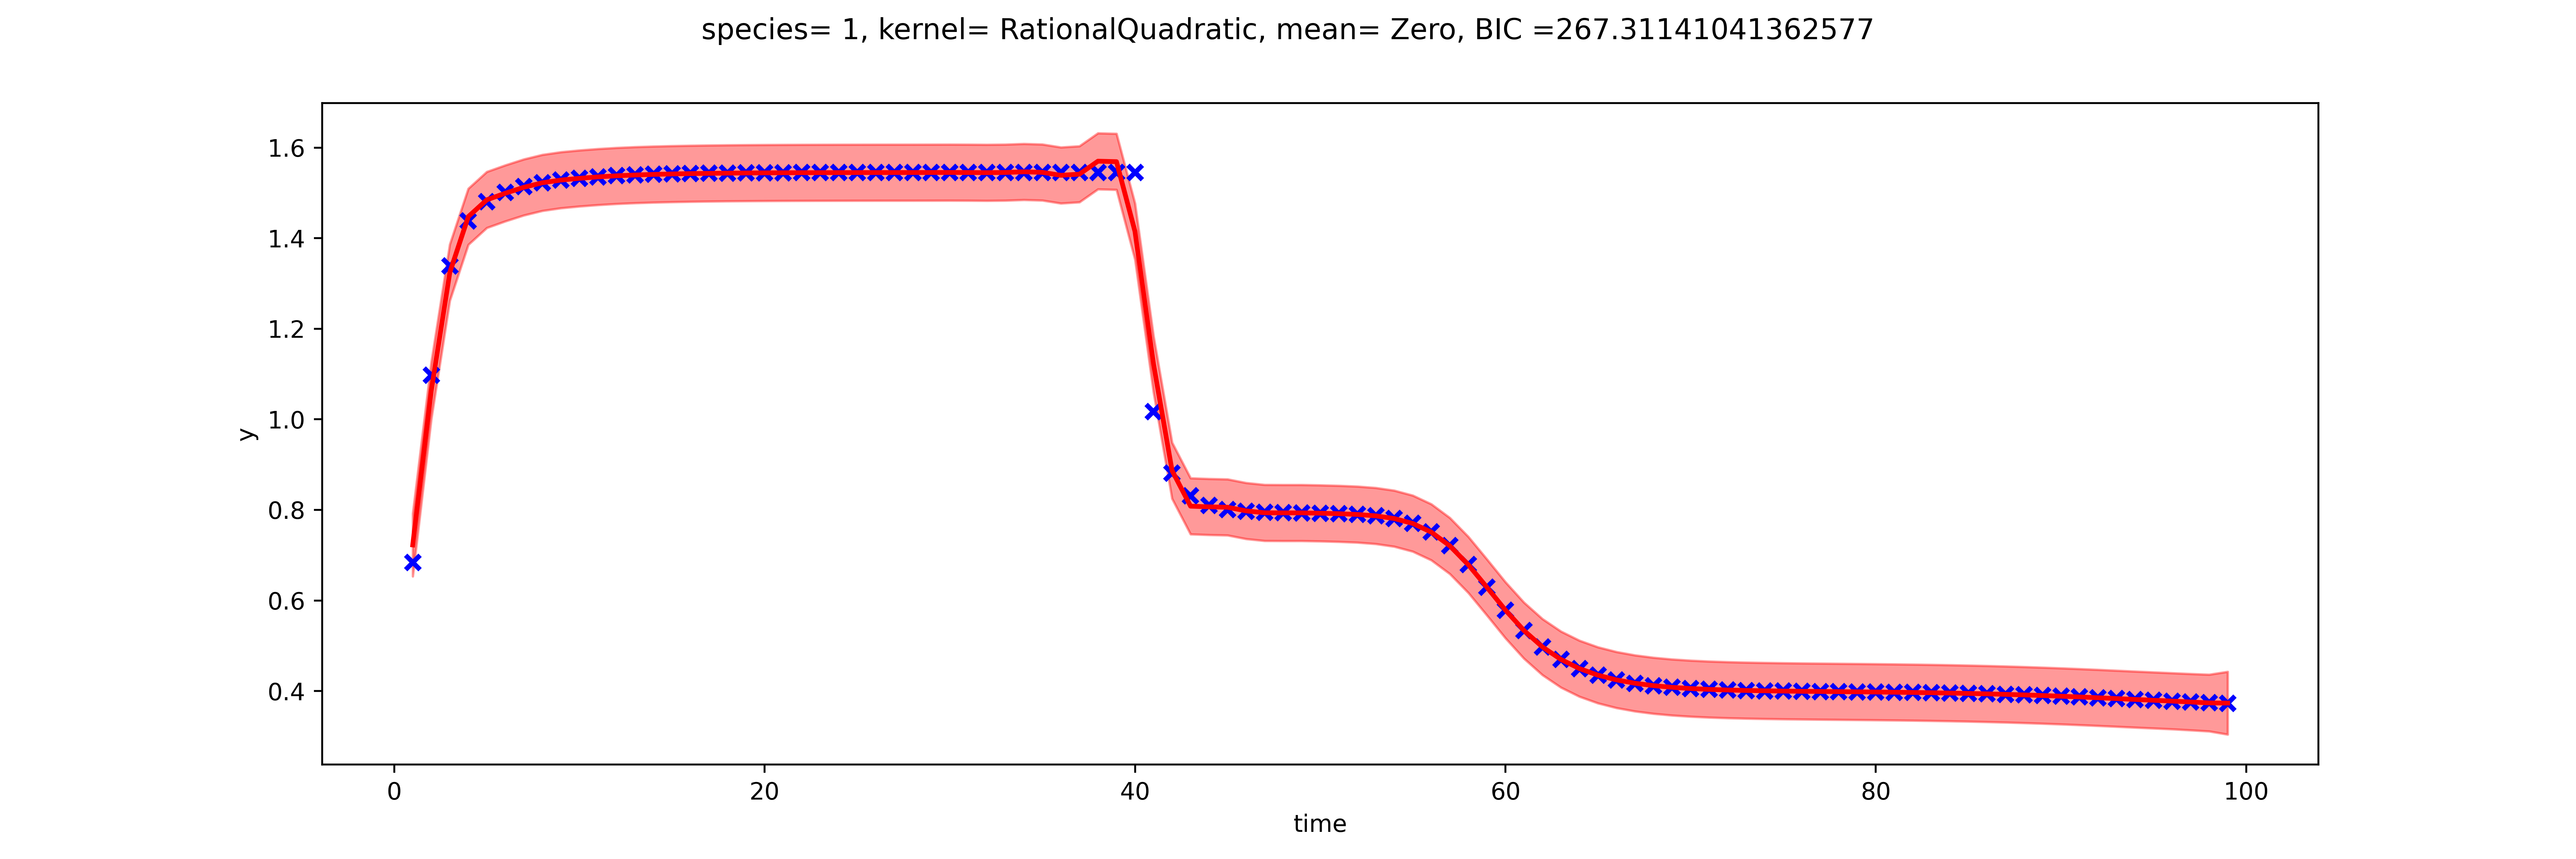 species= 1, kernel= RationalQuadratic, mean= Zero, BIC =267.31141041362577
1.6
1.4
1.2
1.0
0.8
0.6
0.4
y
0 20 40 60 80 100
time